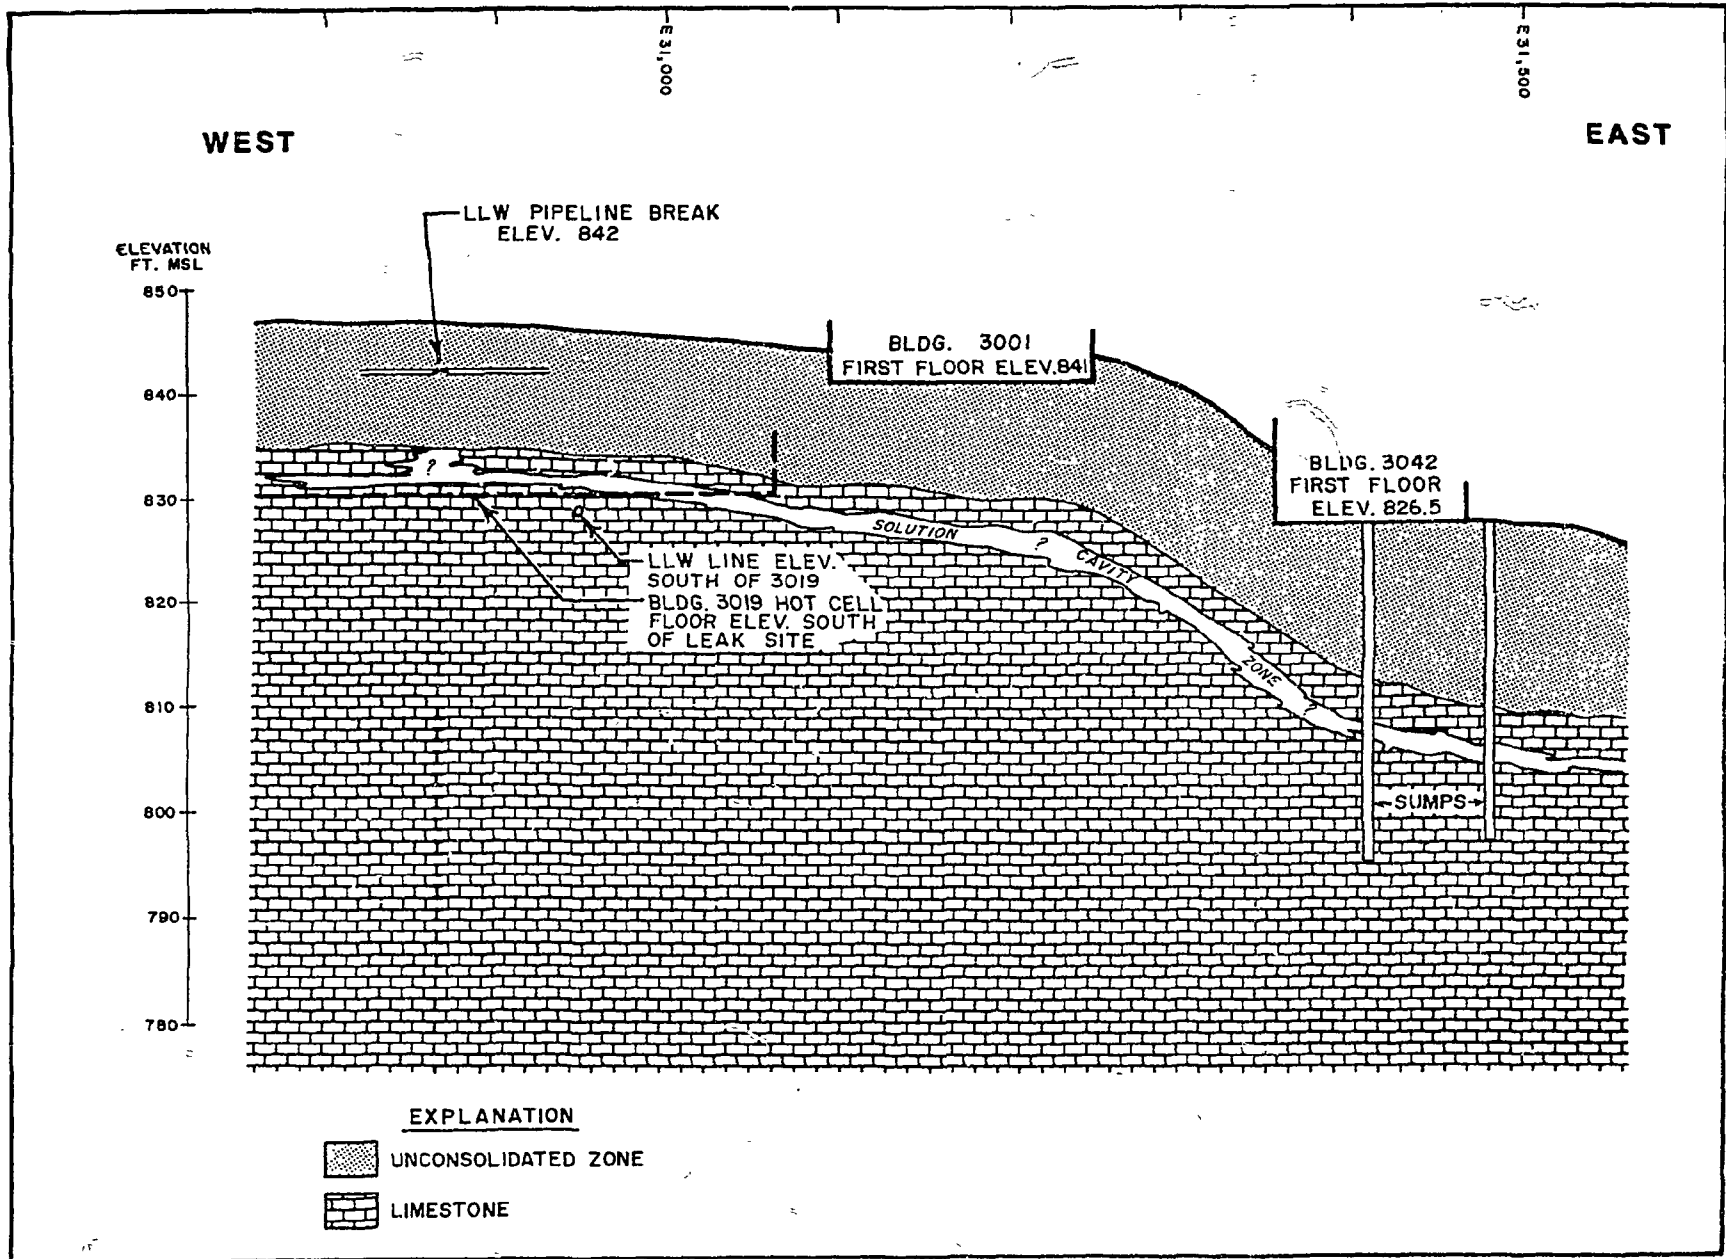 E31,000
E31,500
WEST
EAST
LLW PIPELINE BREAK
ELEV. 842
ELEVATION
FT. MSL
850
840
830
820
810
800
790
780
BLDG. 3001
FIRST FLOOR ELEV.841
BLDG. 3042
FIRST FLOOR
ELEV. 826.5
?
SOLUTION
?
CAVITY
ZONE
LLW LINE ELEV.
SOUTH OF 3019
BLDG. 3019 HOT CELL
FLOOR ELEV. SOUTH
OF LEAK SITE
SUMPS
EXPLANATION
UNCONSOLIDATED ZONE
LIMESTONE